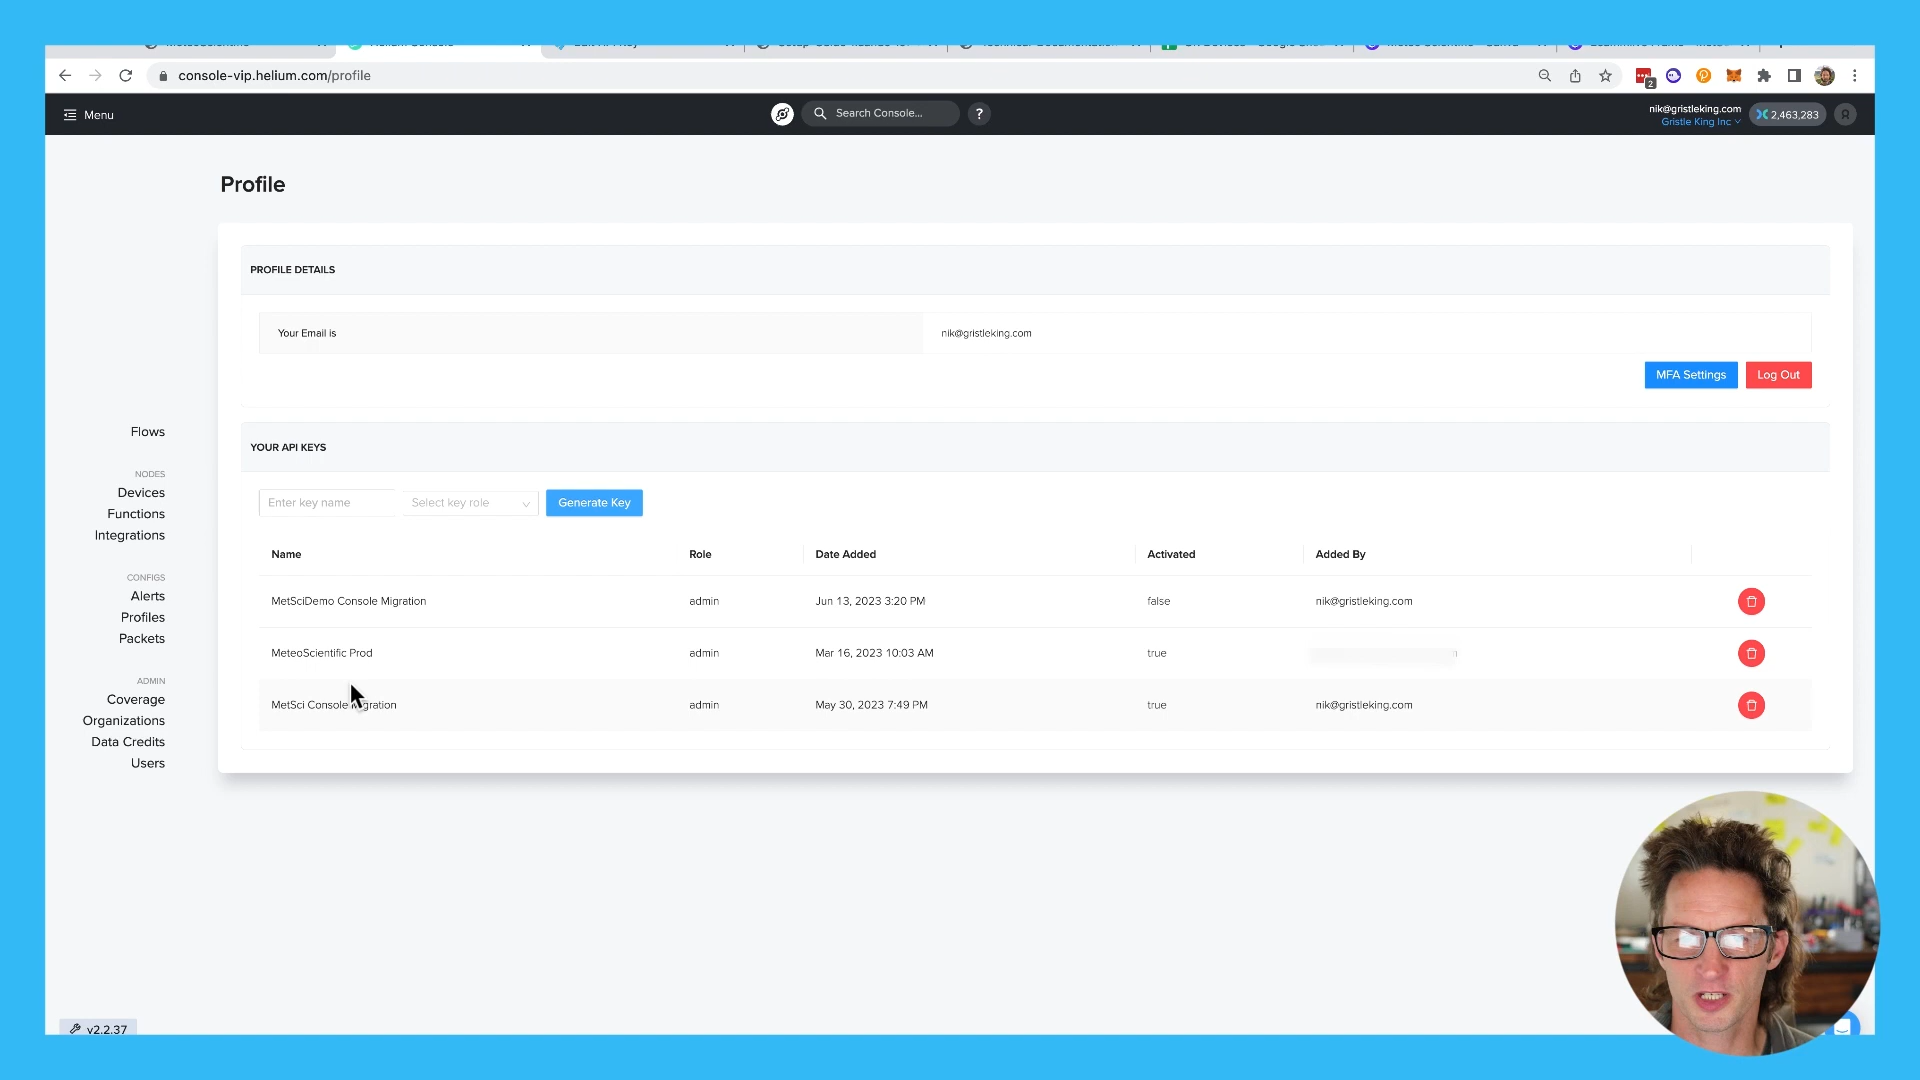 console-vip.helium.com/profile
2
Menu
Search Console...
?
nik@gristleking.com
Gristle King Inc
2,463,283
Profile
PROFILE DETAILS
Your Email is
nik@gristleking.com
MFA Settings
Log Out
Flows
NODES
Devices
Functions
Integrations
CONFIGS
Alerts
Profiles
Packets
ADMIN
Coverage
Organizations
Data Credits
Users
YOUR API KEYS
Enter key name
Select key role
Generate Key
Name Role Date Added Activated Added By
MetSciDemo Console Migration admin Jun 13, 2023 3:20 PM false nik@gristleking.com
MeteoScientific Prod admin Mar 16, 2023 10:03 AM true
MetSci Console Migration admin May 30, 2023 7:49 PM true nik@gristleking.com
v2.2.37